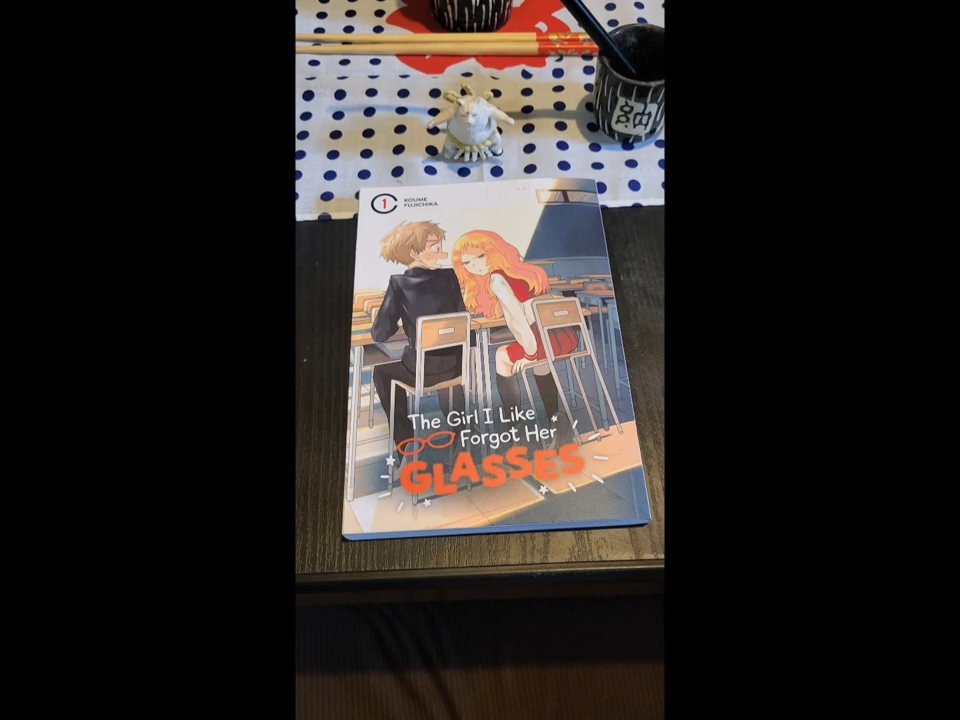 1
KOUME
FUJICHIKA
The Girl I Like
Forgot Her
GLASSES